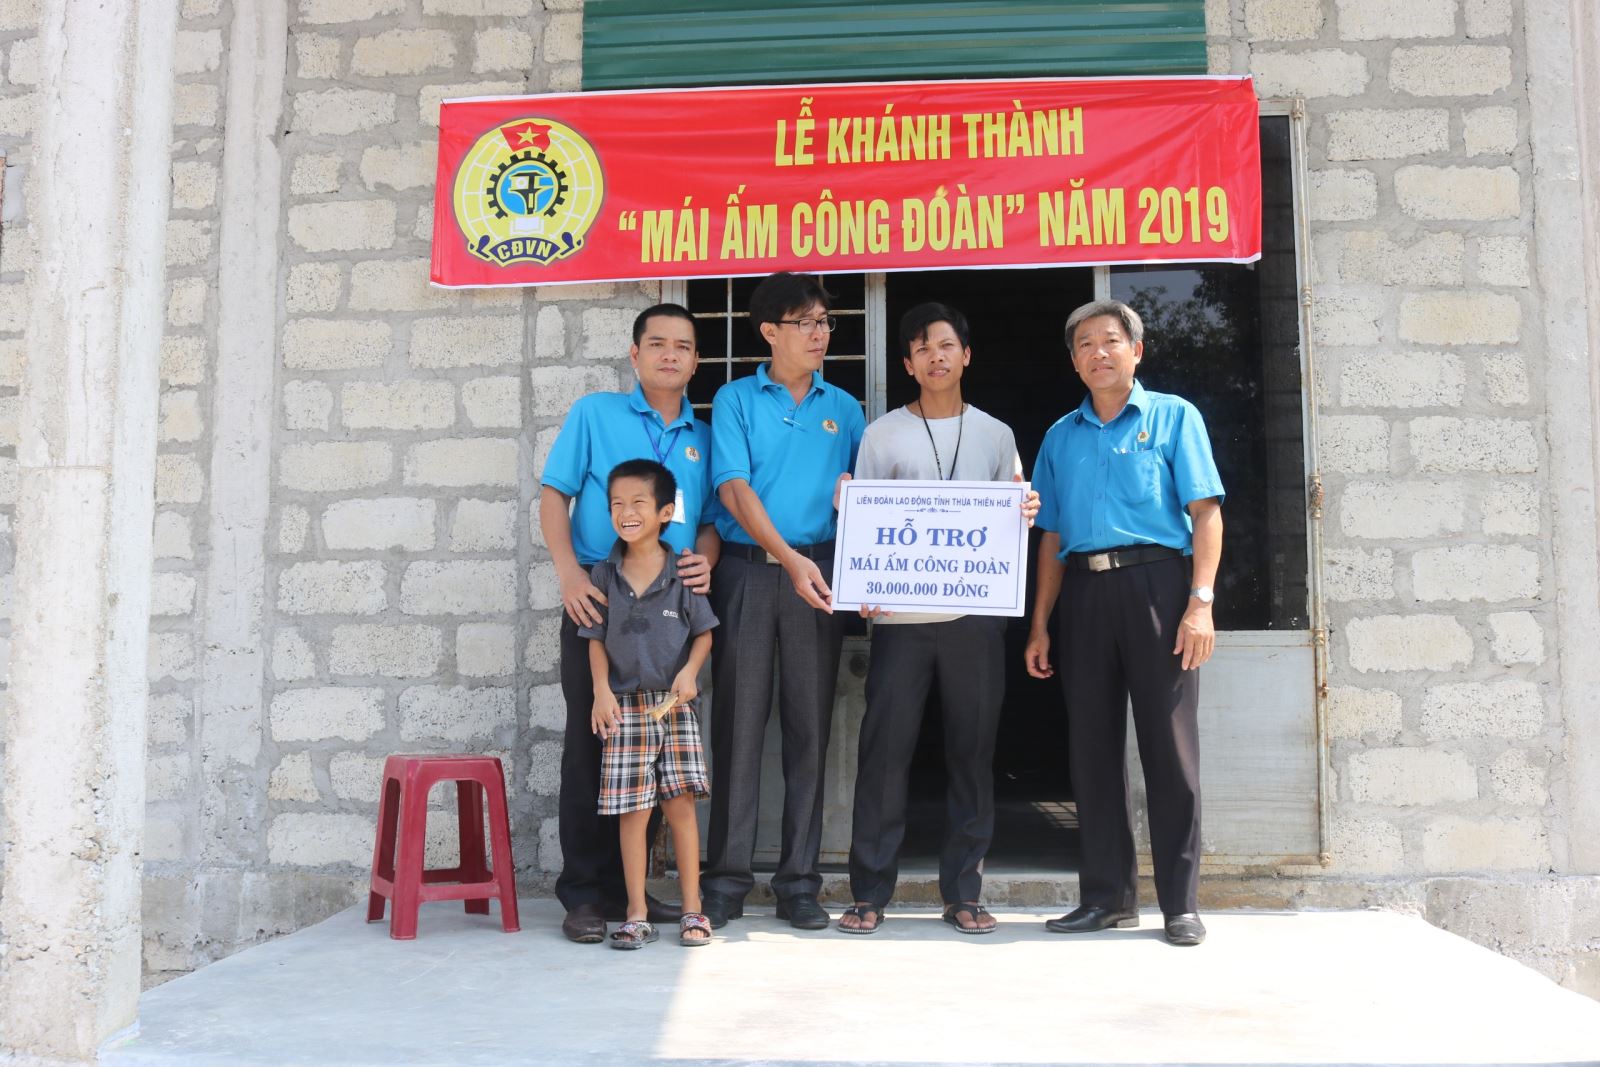 LỄ KHÁNH THÀNH
"MÁI ẤM CÔNG ĐOÀN" NĂM 2019
CĐVN
LIÊN ĐOÀN LAO ĐỘNG TỈNH THỪA THIÊN HUẾ
HỖ TRỢ
MÁI ẤM CÔNG ĐOÀN
30.000.000 ĐỒNG